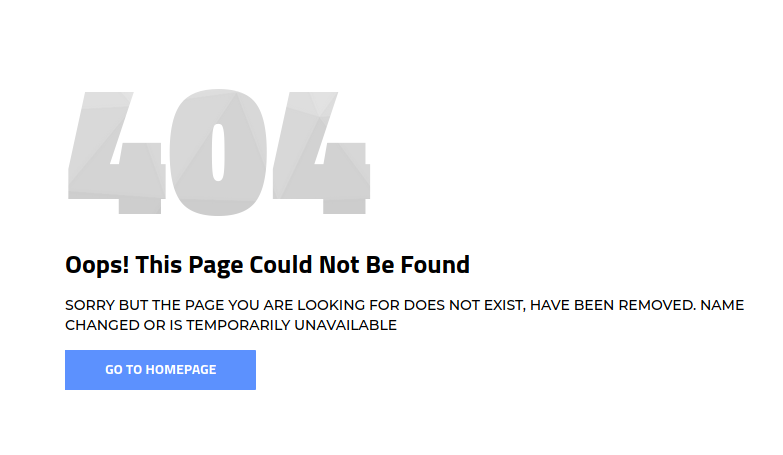 404
Oops! This Page Could Not Be Found
SORRY BUT THE PAGE YOU ARE LOOKING FOR DOES NOT EXIST, HAVE BEEN REMOVED. NAME
CHANGED OR IS TEMPORARILY UNAVAILABLE
GO TO HOMEPAGE